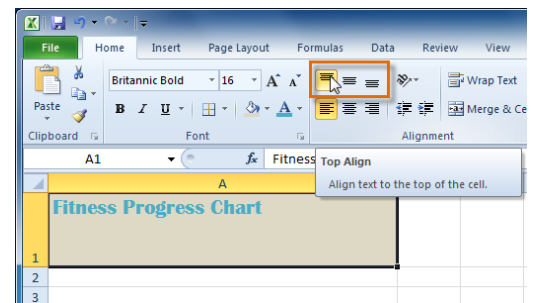 File Home Insert Page Layout Formulas Data Review View
Britannic Bold 16 A A Wrap Text
Paste B I U A Merge & Ce
Clipboard Font Alignment
A1 fx Fitness
Top Align
Align text to the top of the cell.
A
Fitness Progress Chart
1
2
3